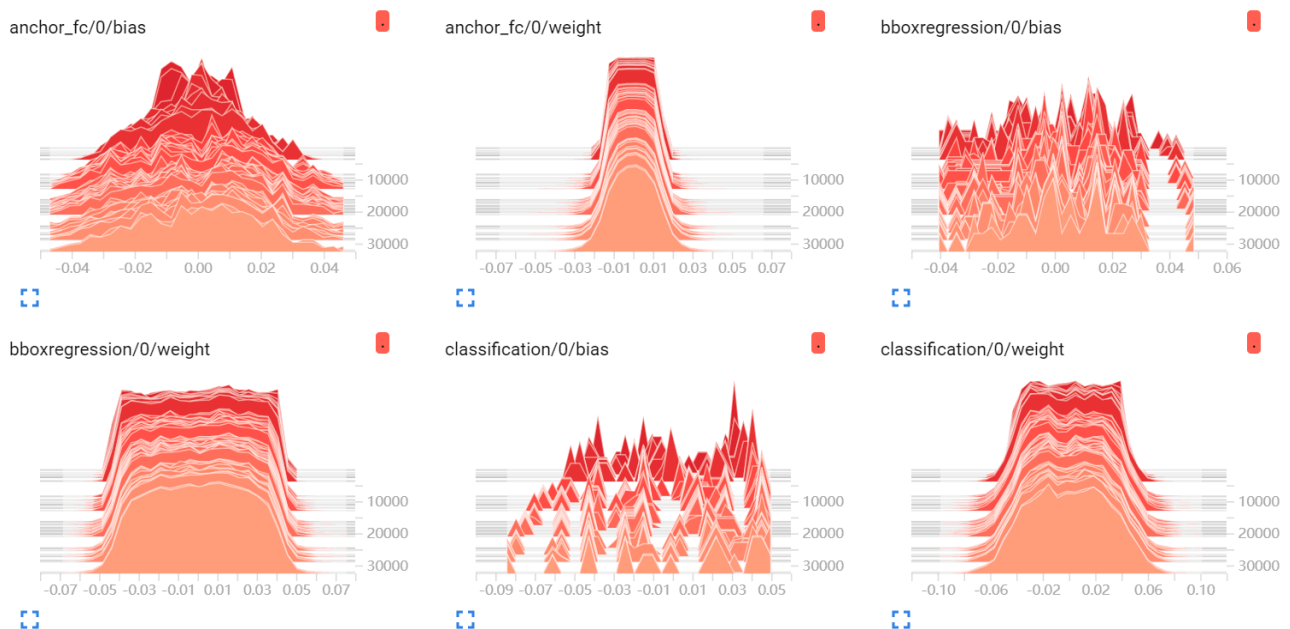 anchor_fc/0/bias
.
anchor_fc/0/weight
.
bboxregression/0/bias
.
10000
20000
30000
-0.04 -0.02 0.00 0.02 0.04
10000
20000
30000
-0.07 -0.05 -0.03 -0.01 0.01 0.03 0.05 0.07
10000
20000
30000
-0.04 -0.02 0.00 0.02 0.04 0.06
bboxregression/0/weight
.
classification/0/bias
.
classification/0/weight
.
10000
20000
30000
-0.07 -0.05 -0.03 -0.01 0.01 0.03 0.05 0.07
10000
20000
30000
-0.09 -0.07 -0.05 -0.03 -0.01 0.01 0.03 0.05
10000
20000
30000
-0.10 -0.06 -0.02 0.02 0.06 0.10